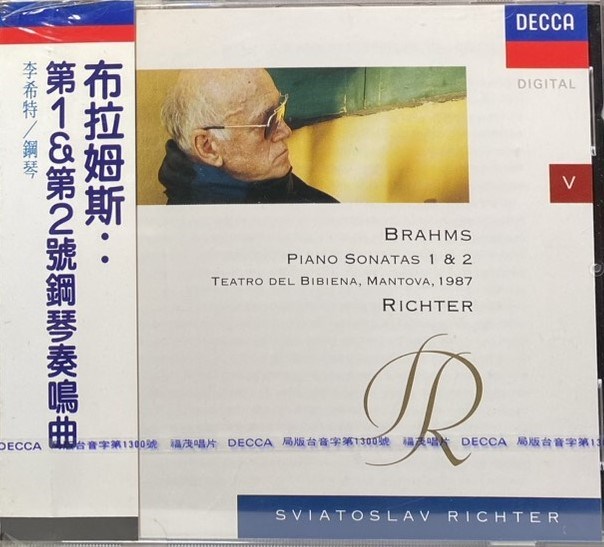 布拉姆斯：
第1&第2號鋼琴奏鳴曲
李希特／鋼琴
DECCA
DIGITAL
V
BRAHMS
PIANO SONATAS 1 & 2
TEATRO DEL BIBIENA, MANTOVA, 1987
RICHTER
SR
DECCA 局版台音字第1300號 福茂唱片 DECCA 局版台音字第1300號 福茂唱片 DECCA 局版台音字第1300號
SVIATOSLAV RICHTER